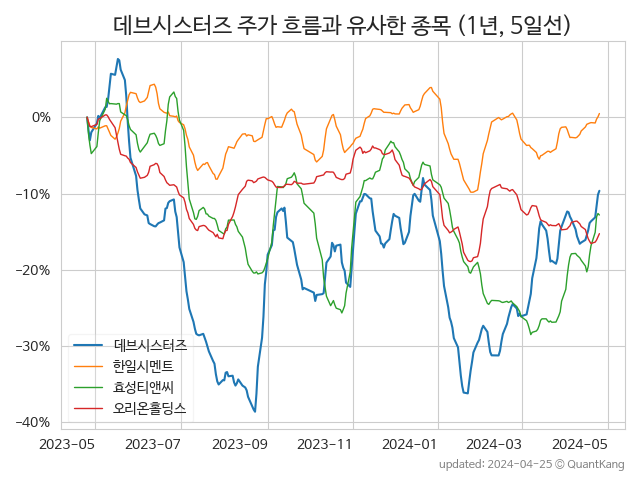 데브시스터즈 주가 흐름과 유사한 종목 (1년, 5일선)
0%
−10%
−20%
−30%
−40%
데브시스터즈
한일시멘트
효성티앤씨
오리온홀딩스
2023-05 2023-07 2023-09 2023-11 2024-01 2024-03 2024-05
updated: 2024-04-25 © QuantKang